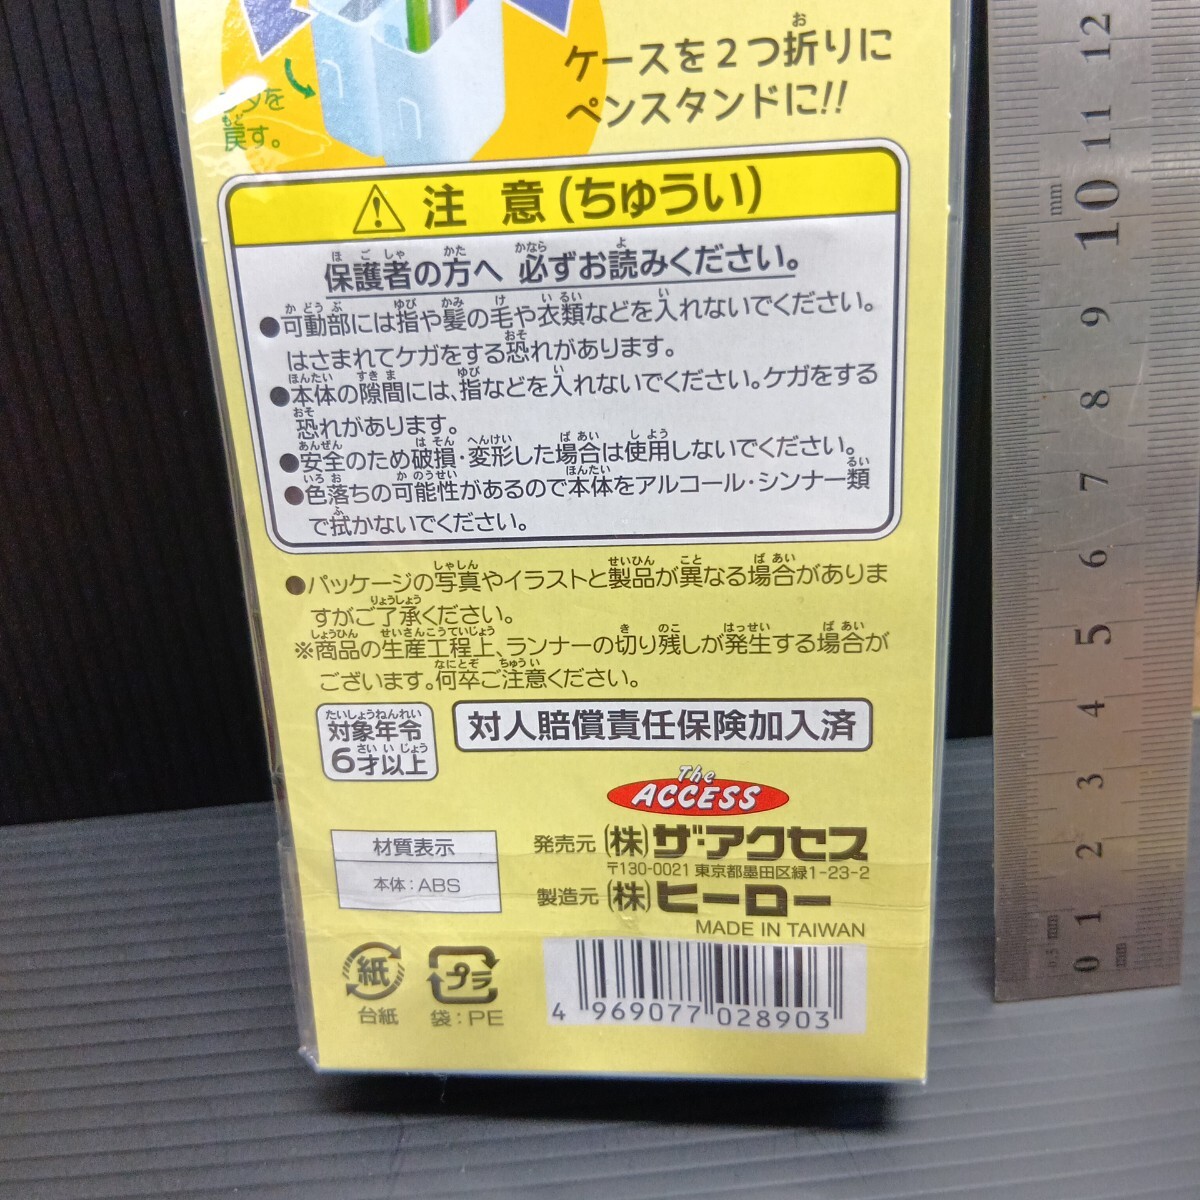 ケースを2つ折りに
ペンスタンドに!!
フタを
戻す。
注意(ちゅうい)
保護者の方へ 必ずお読みください。
●可動部には指や髪の毛や衣類などを入れないでください。
はさまれてケガをする恐れがあります。
●本体の隙間には、指などを入れないでください。ケガをする
恐れがあります。
●安全のため破損・変形した場合は使用しないでください。
●色落ちの可能性があるので本体をアルコール・シンナー類
で拭かないでください。
●パッケージの写真やイラストと製品が異なる場合がありま
すがご了承ください。
※商品の生産工程上、ランナーの切り残しが発生する場合が
ございます。何卒ご注意ください。
対象年令
6才以上
対人賠償責任保険加入済
The
ACCESS
材質表示
本体:ABS
発売元 (株)ザ・アクセス
〒130-0021 東京都墨田区緑1-23-2
製造元 (株)ヒーロー
MADE IN TAIWAN
紙
台紙
プラ
袋:PE
4 969077 028903
12
11
mm
10
9
8
7
6
5
4
3
2
1
0
0.5 mm
mm